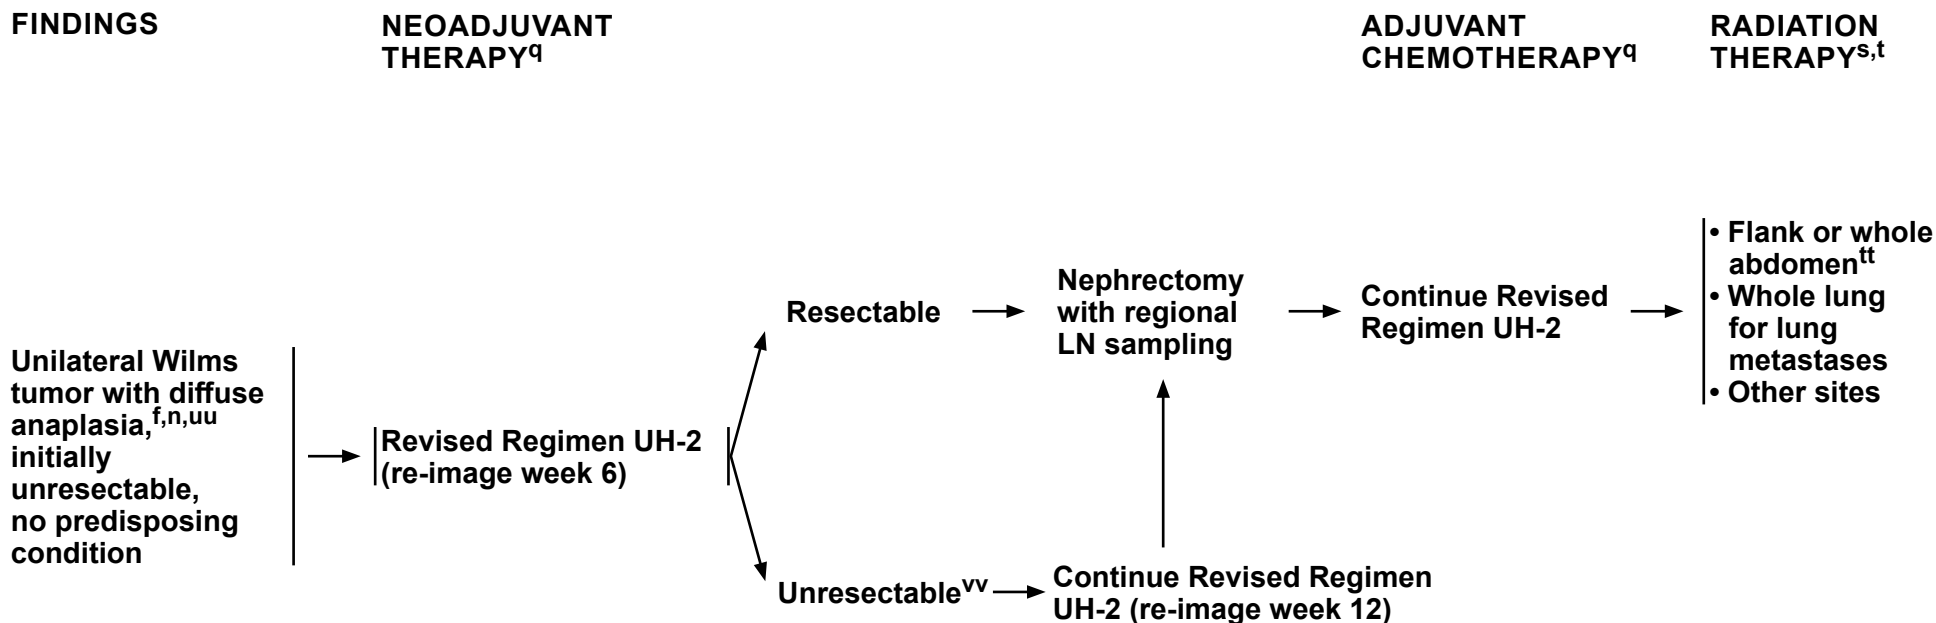 FINDINGS
NEOADJUVANT
THERAPYq
ADJUVANT
CHEMOTHERAPYq
RADIATION
THERAPYs,t
Unilateral Wilms
tumor with diffuse
anaplasia,f,n,uu
initially
unresectable,
no predisposing
condition
Revised Regimen UH-2
(re-image week 6)
Resectable
Nephrectomy
with regional
LN sampling
Continue Revised
Regimen UH-2
• Flank or whole
abdomentt
• Whole lung
for lung
metastases
• Other sites
Unresectablevv
Continue Revised Regimen
UH-2 (re-image week 12)